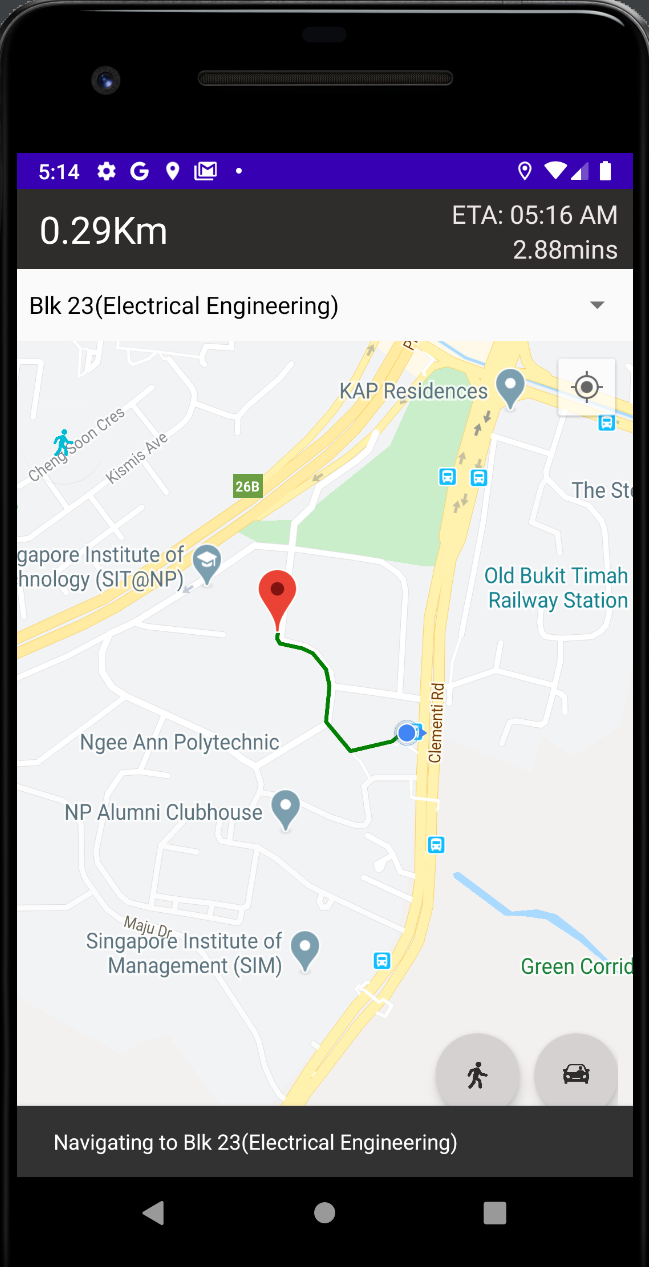 5:14
0.29Km
ETA: 05:16 AM
2.88mins
Blk 23(Electrical Engineering)
KAP Residences
Cheng Soon Cres
Kismis Ave
26B
The Ste
gapore Institute of
hnology (SIT@NP)
Old Bukit Timah
Railway Station
Clementi Rd
Ngee Ann Polytechnic
NP Alumni Clubhouse
Maju Dr
Singapore Institute of
Management (SIM)
Green Corrid
Navigating to Blk 23(Electrical Engineering)